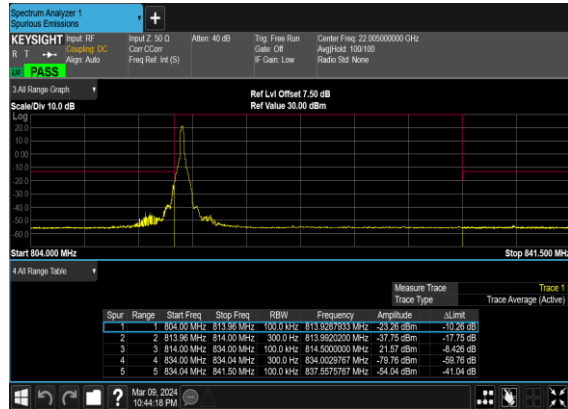 Spectrum Analyzer 1
Spurious Emissions
+
KEYSIGHT Input: RF Input Z: 50 Ω Atten: 40 dB Trig: Free Run Center Freq: 22.005000000 GHz
R T Coupling: DC Corr CCorr Gate: Off Avg|Hold: 100/100
Align: Auto Freq Ref: Int (S) IF Gain: Low Radio Std: None
PASS
3 All Range Graph
Ref Lvl Offset 7.50 dB
Scale/Div 10.0 dB Ref Value 30.00 dBm
Log
20.0
10.0
0.00
-10.0
-20.0
-30.0
-40.0
-50.0
-60.0
Start 804.000 MHz Stop 841.500 MHz
4 All Range Table
Measure Trace Trace 1
Trace Type Trace Average (Active)
Spur Range Start Freq Stop Freq RBW Frequency Amplitude ΔLimit
1 1 804.00 MHz 813.96 MHz 100.0 kHz 813.9287933 MHz -23.26 dBm -10.26 dB
2 2 813.96 MHz 814.00 MHz 300.0 Hz 813.9920200 MHz -37.75 dBm -17.75 dB
3 3 814.00 MHz 834.00 MHz 100.0 kHz 814.5000000 MHz 21.57 dBm -8.426 dB
4 4 834.00 MHz 834.04 MHz 300.0 Hz 834.0029767 MHz -79.76 dBm -59.76 dB
5 5 834.04 MHz 841.50 MHz 100.0 kHz 837.5575767 MHz -54.04 dBm -41.04 dB
? Mar 09, 2024
10:44:18 PM